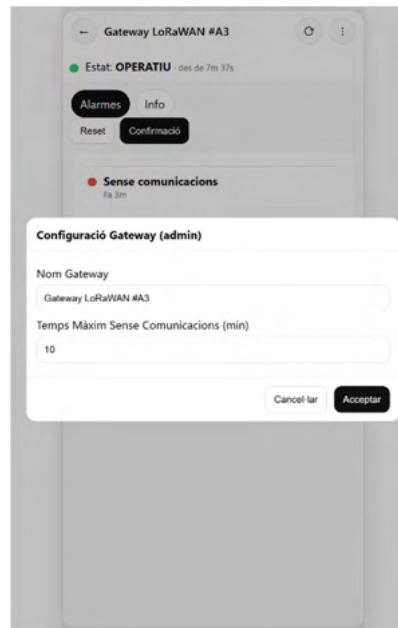 ← Gateway LoRaWAN #A3
Estat: OPERATIU - des de 7m 37s
Alarmes Info
Reset Confirmació
Sense comunicacions
Fa 3m
Configuració Gateway (admin)
Nom Gateway
Gateway LoRaWAN #A3
Temps Màxim Sense Comunicacions (min)
10
Cancel·lar Acceptar